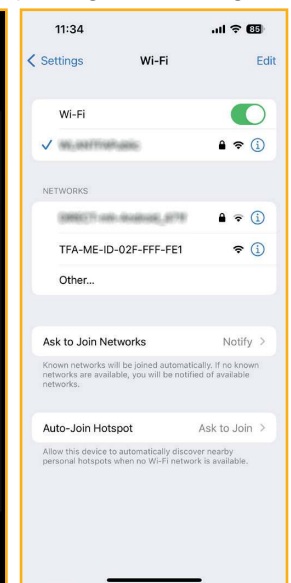 11:34
85
Settings
Wi-Fi
Edit
Wi-Fi
NETWORKS
TFA-ME-ID-02F-FFF-FE1
Other...
Ask to Join Networks
Notify
Known networks will be joined automatically. If no known
networks are available, you will be notified of available
networks.
Auto-Join Hotspot
Ask to Join
Allow this device to automatically discover nearby
personal hotspots when no Wi-Fi network is available.